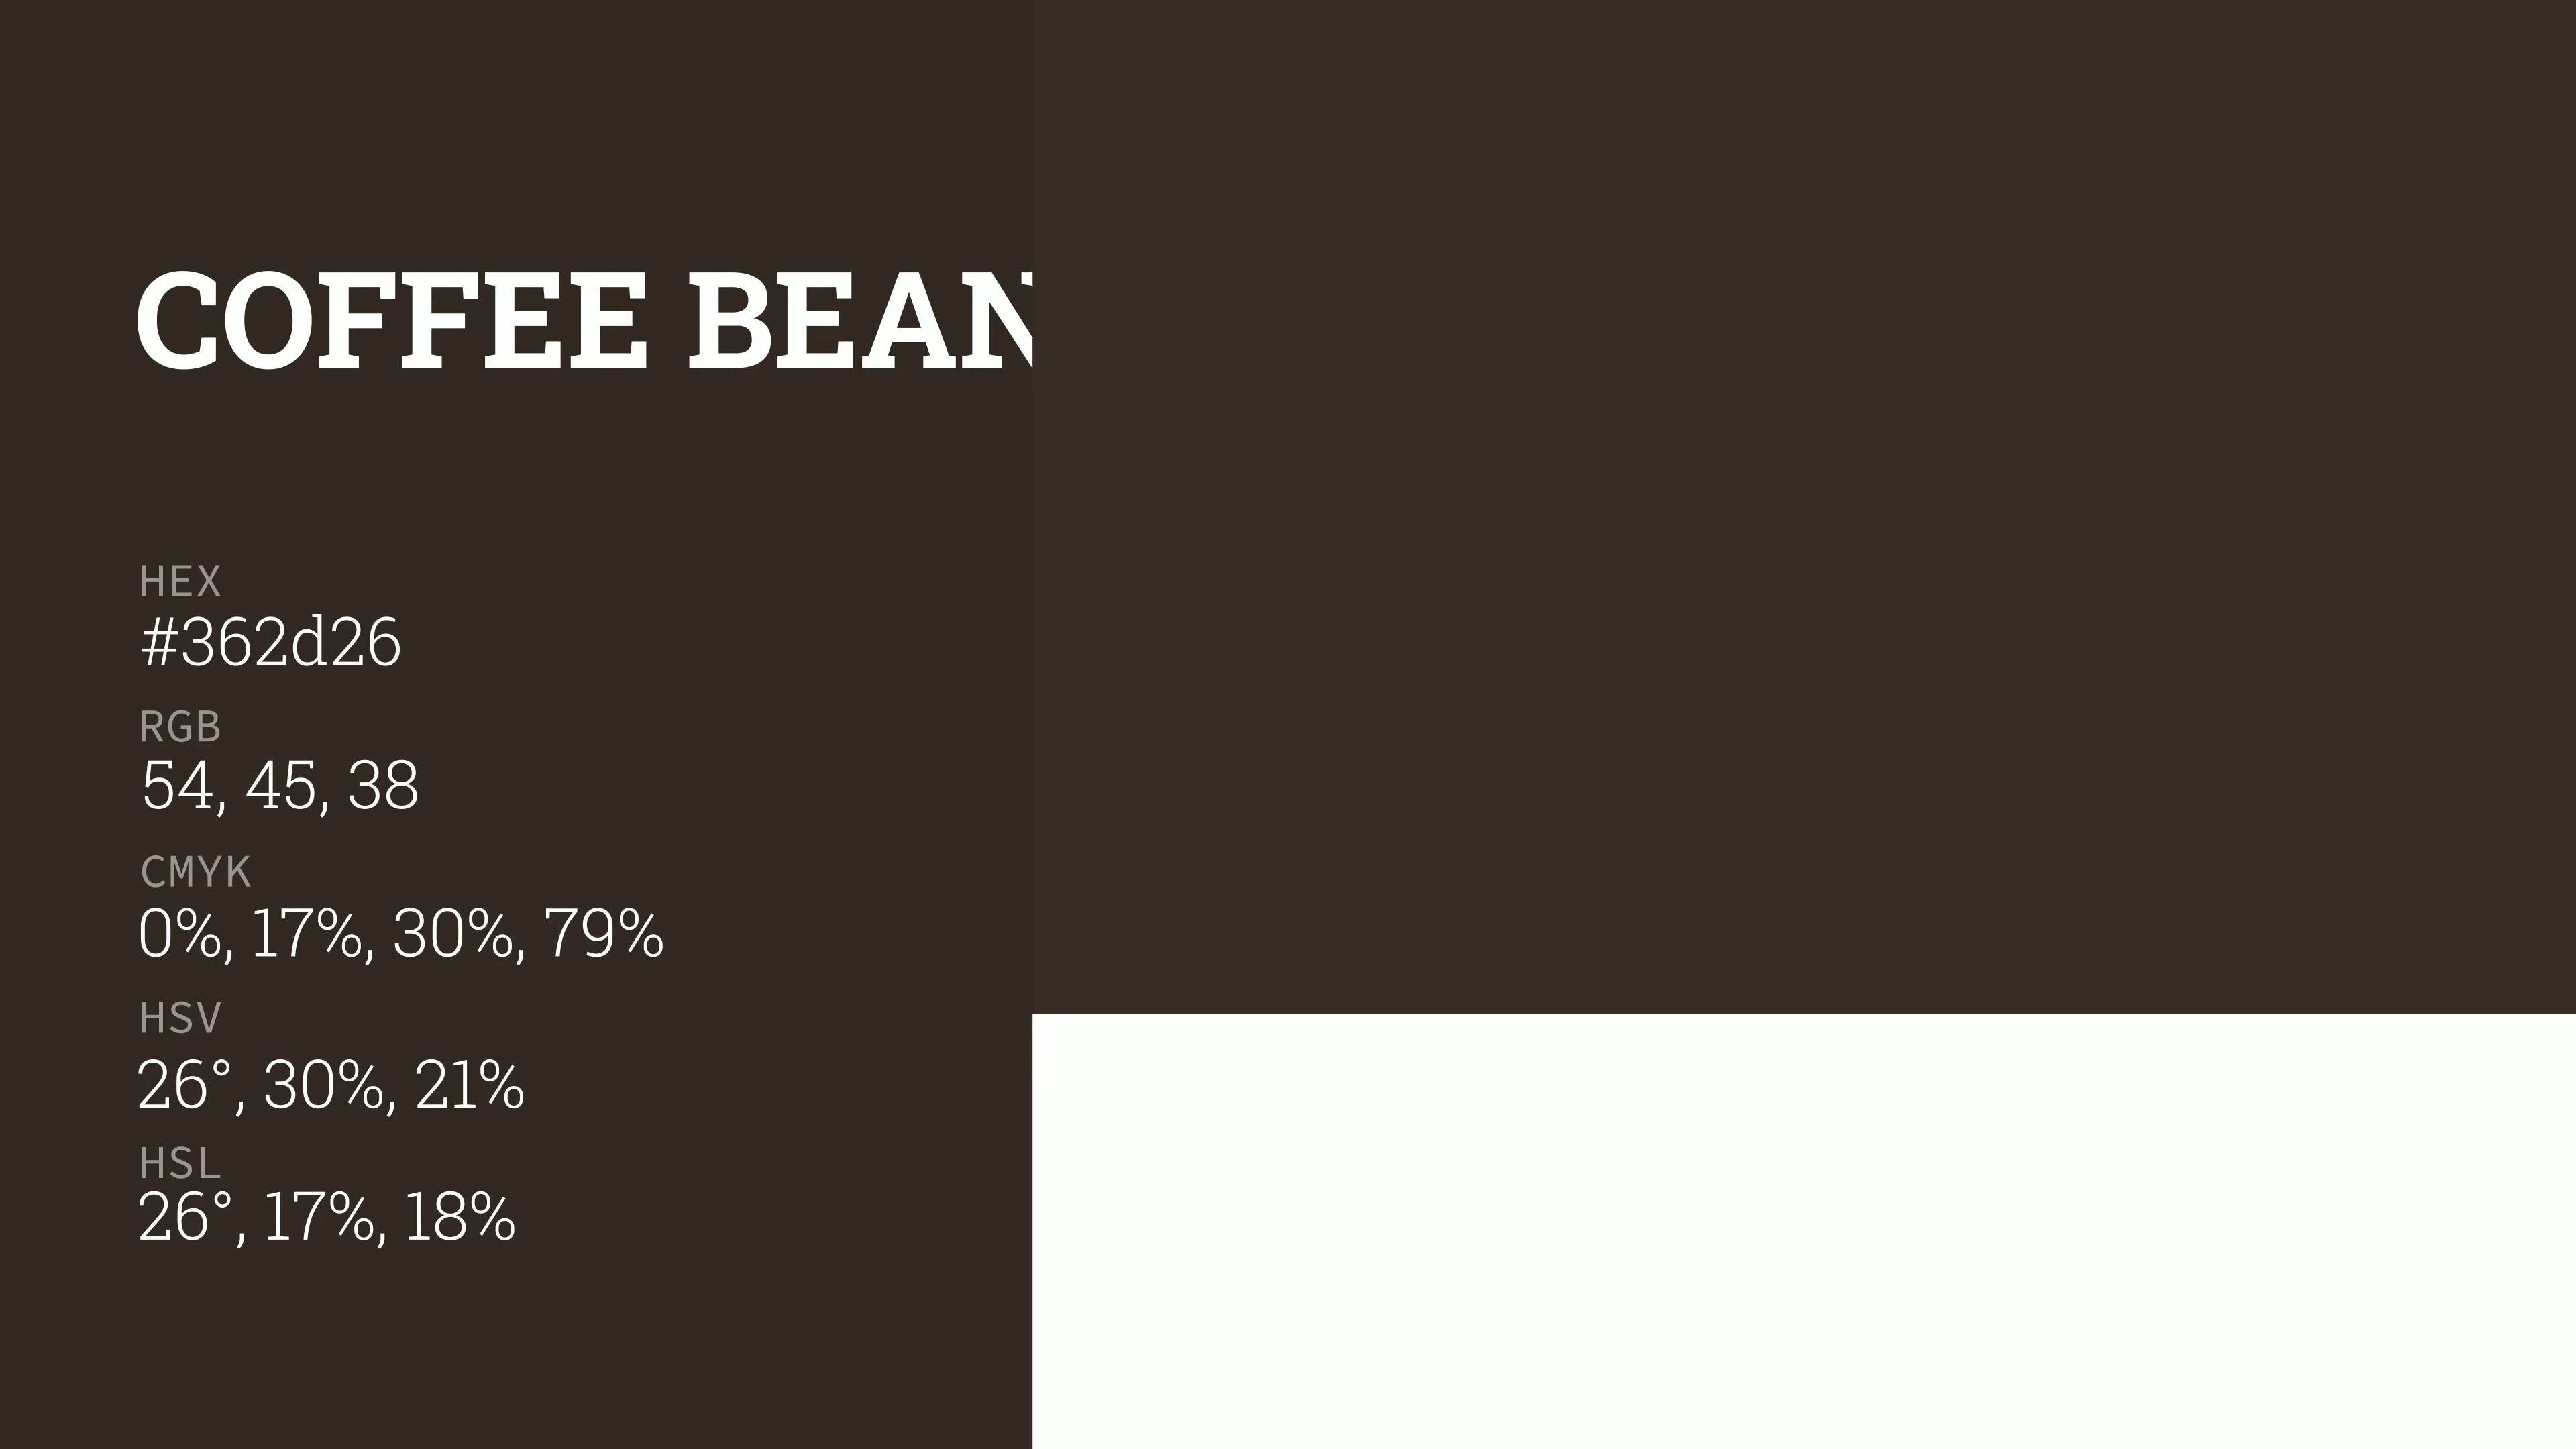 COFFEE BEAN
HEX
#362d26
RGB
54, 45, 38
CMYK
0%, 17%, 30%, 79%
HSV
26°, 30%, 21%
HSL
26°, 17%, 18%